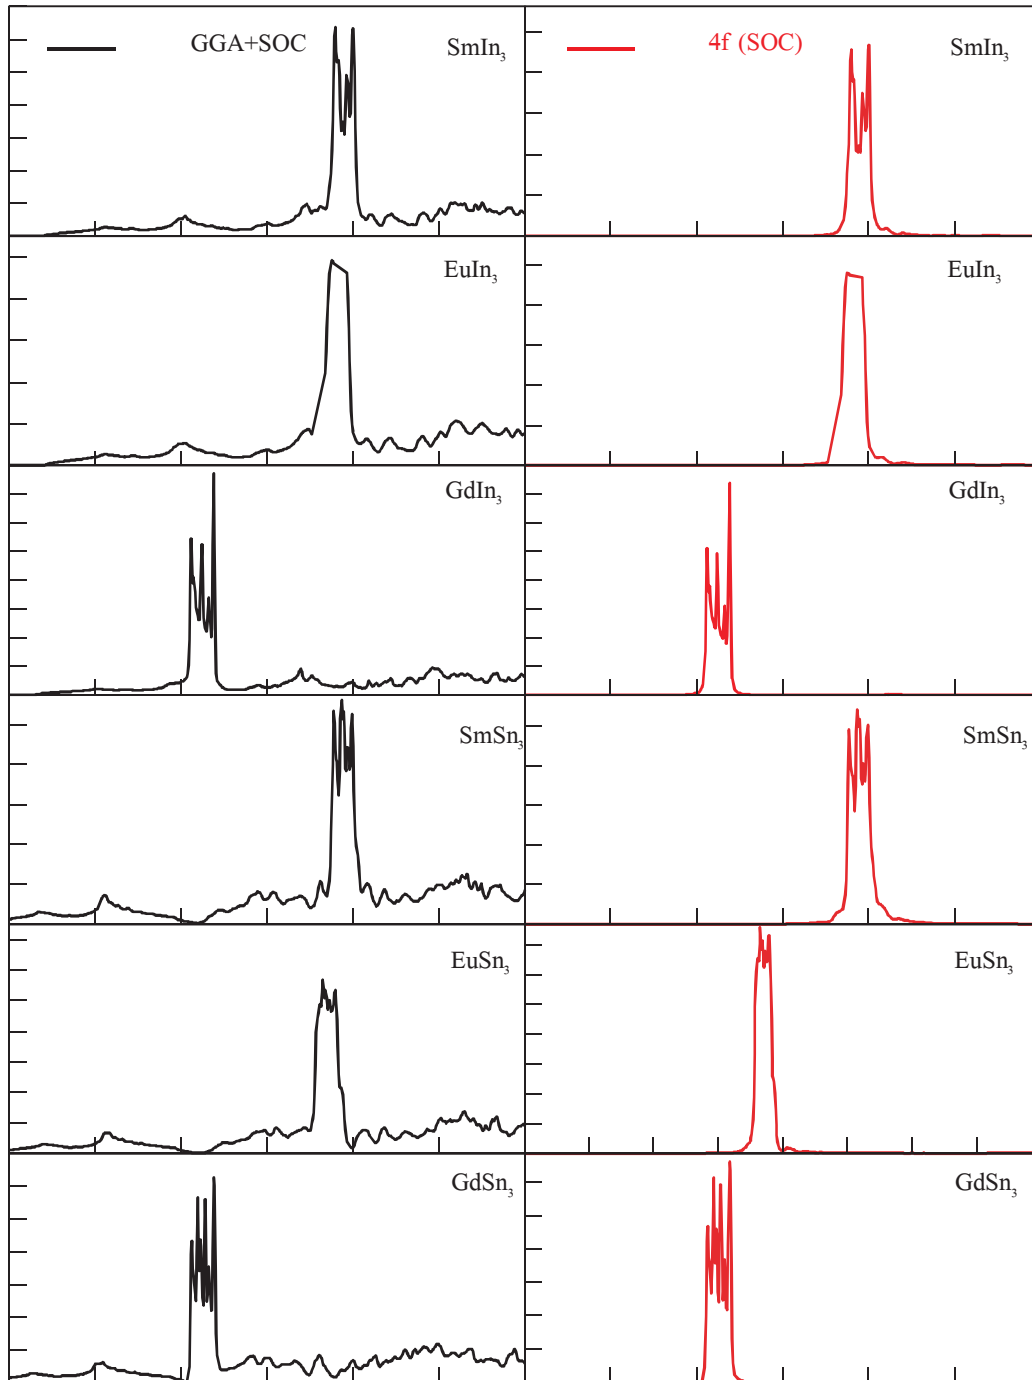 GGA+SOC
SmIn₃
4f (SOC)
SmIn₃
EuIn₃
EuIn₃
GdIn₃
GdIn₃
SmSn₃
SmSn₃
EuSn₃
EuSn₃
GdSn₃
GdSn₃